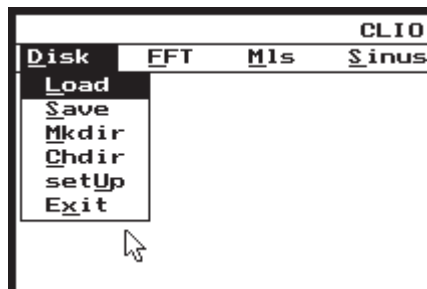 CLIO
Disk FFT Mls Sinus
Load
Save
Mkdir
Chdir
setUp
Exit